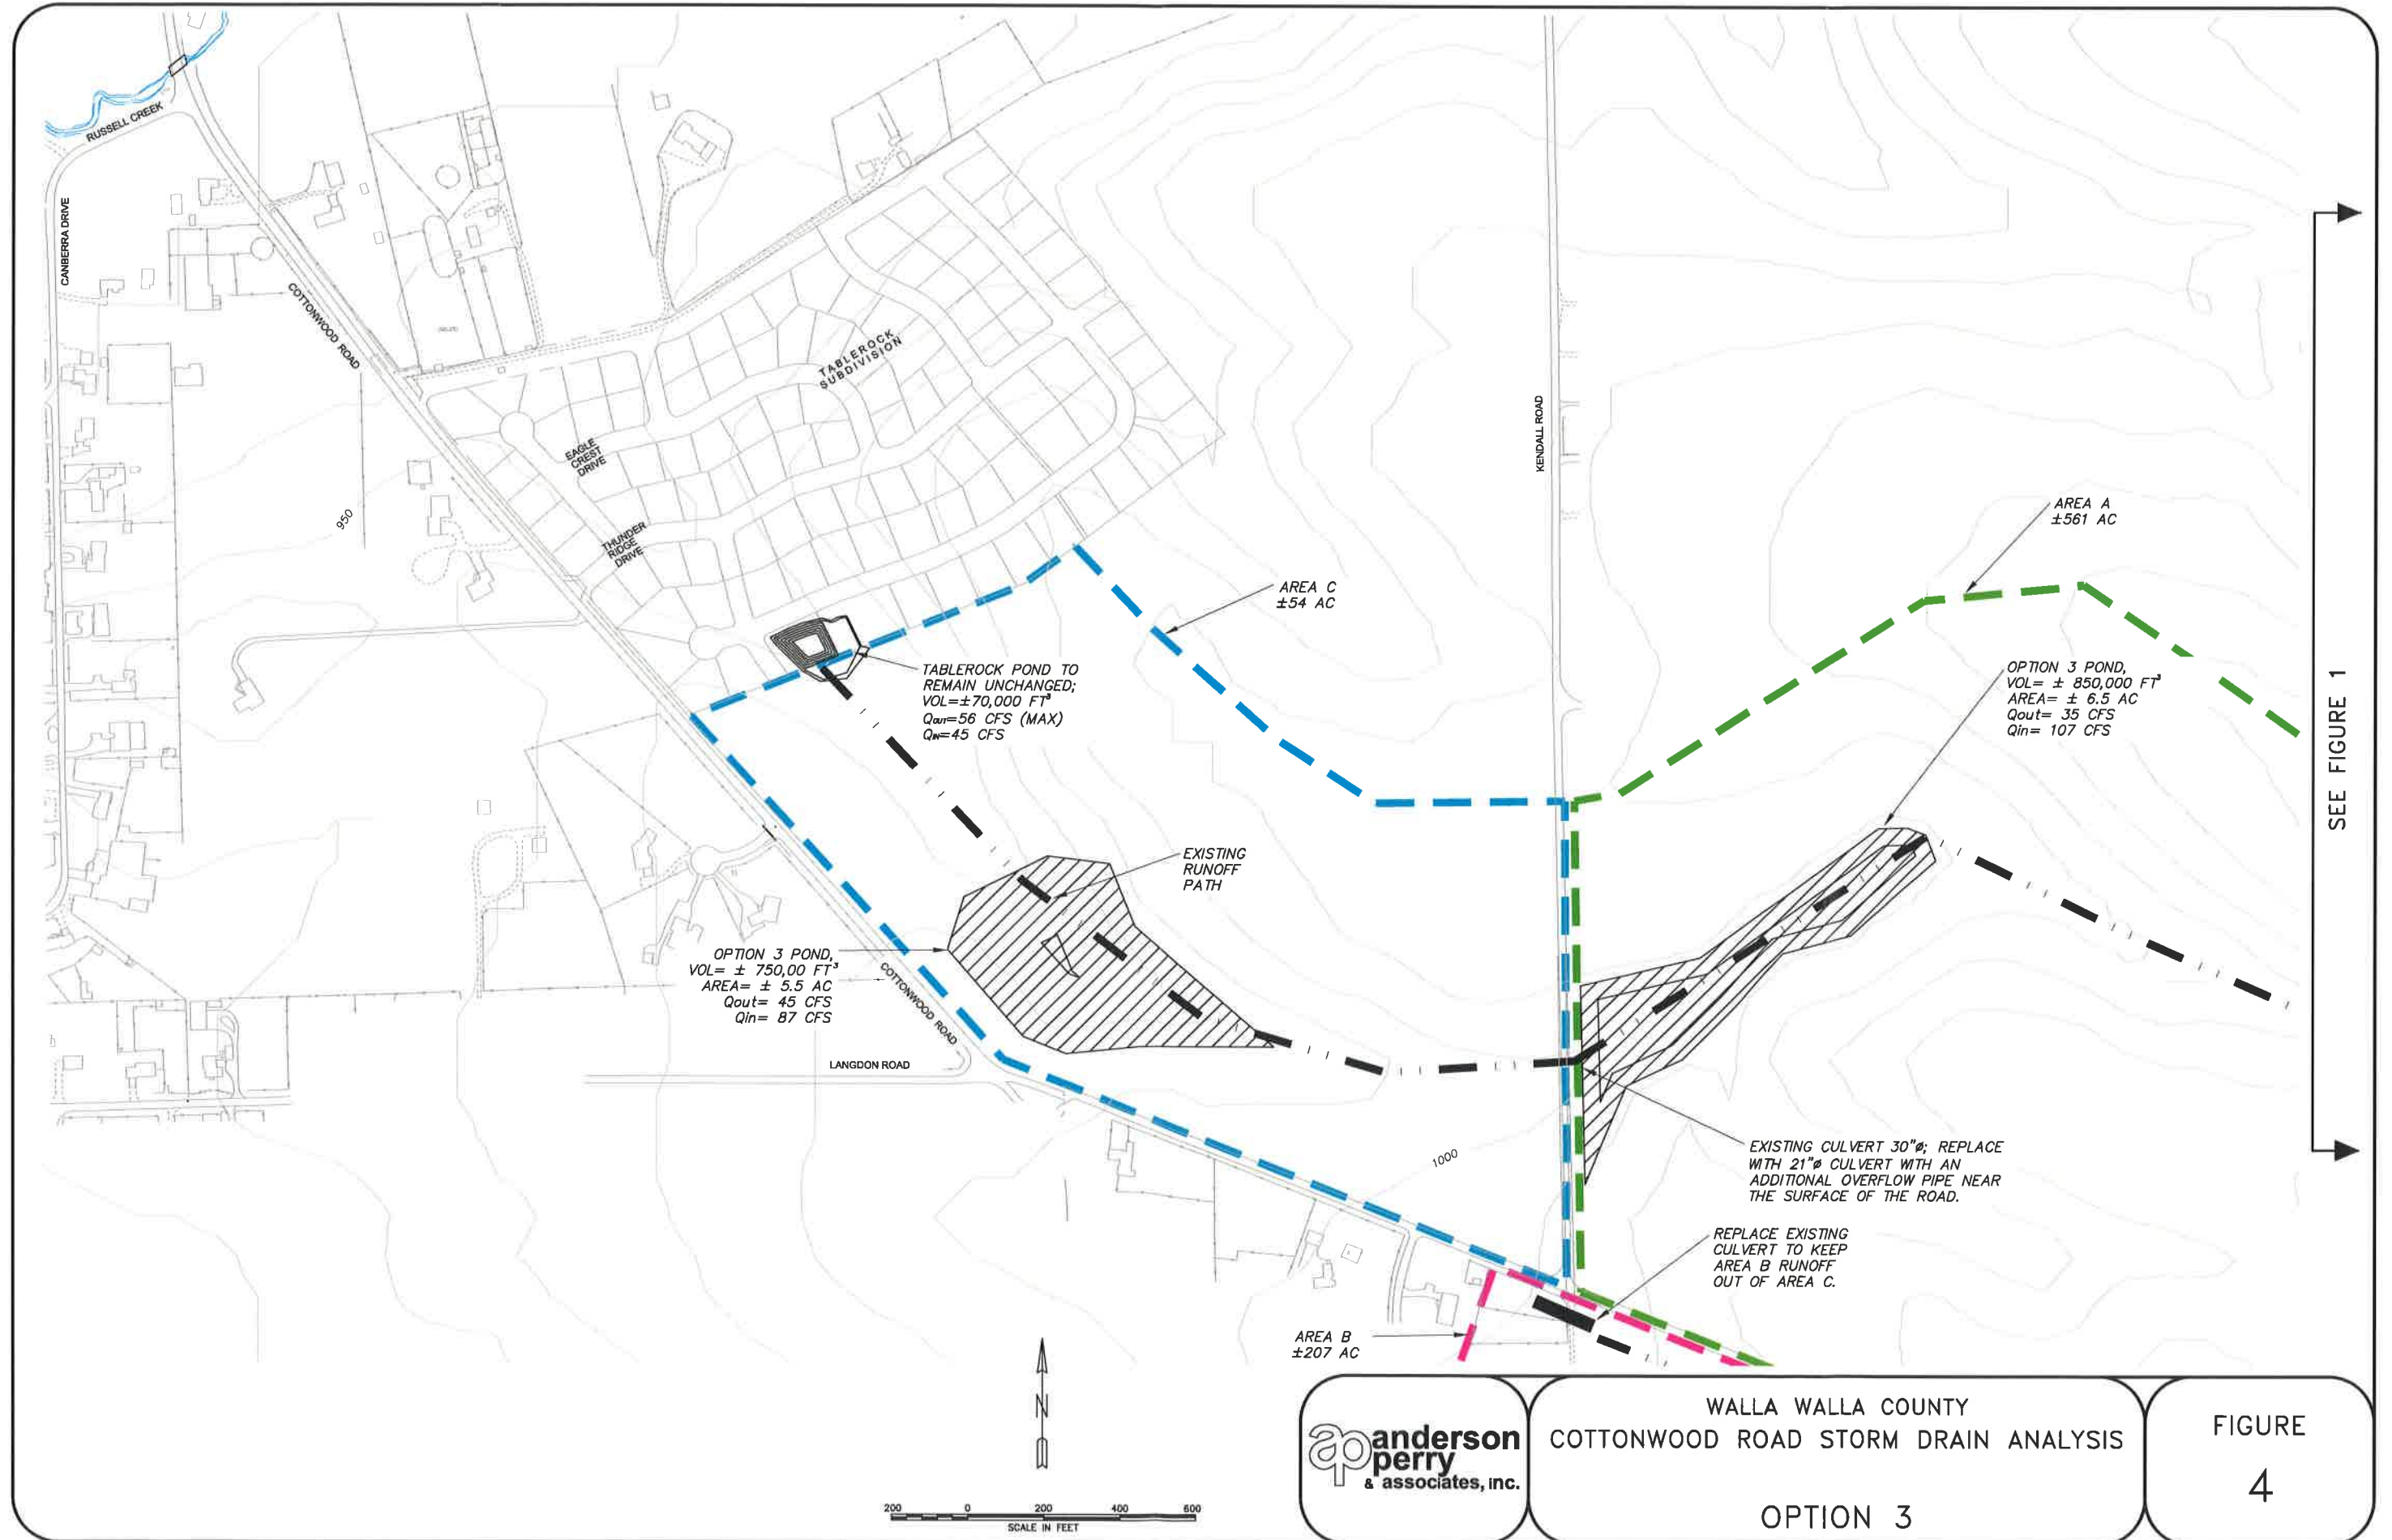 RUSSELL CREEK
CANBERRA DRIVE
COTTONWOOD ROAD
TABLEROCK
SUBDIVISION
EAGLE
CREST
DRIVE
THUNDER
RIDGE
DRIVE
950
KENDALL ROAD
AREA A
±561 AC
AREA C
±54 AC
TABLEROCK POND TO
REMAIN UNCHANGED;
VOL=±70,000 FT³
QOUT=56 CFS (MAX)
QIN=45 CFS
OPTION 3 POND,
VOL= ± 850,000 FT³
AREA= ± 6.5 AC
Qout= 35 CFS
Qin= 107 CFS
SEE FIGURE 1
EXISTING
RUNOFF
PATH
OPTION 3 POND,
VOL= ± 750,00 FT³
AREA= ± 5.5 AC
Qout= 45 CFS
Qin= 87 CFS
COTTONWOOD ROAD
LANGDON ROAD
1000
EXISTING CULVERT 30"ø; REPLACE
WITH 21"ø CULVERT WITH AN
ADDITIONAL OVERFLOW PIPE NEAR
THE SURFACE OF THE ROAD.
REPLACE EXISTING
CULVERT TO KEEP
AREA B RUNOFF
OUT OF AREA C.
AREA B
±207 AC
N
200 0 200 400 600
SCALE IN FEET
ap anderson
perry
& associates, inc.
WALLA WALLA COUNTY
COTTONWOOD ROAD STORM DRAIN ANALYSIS
OPTION 3
FIGURE
4